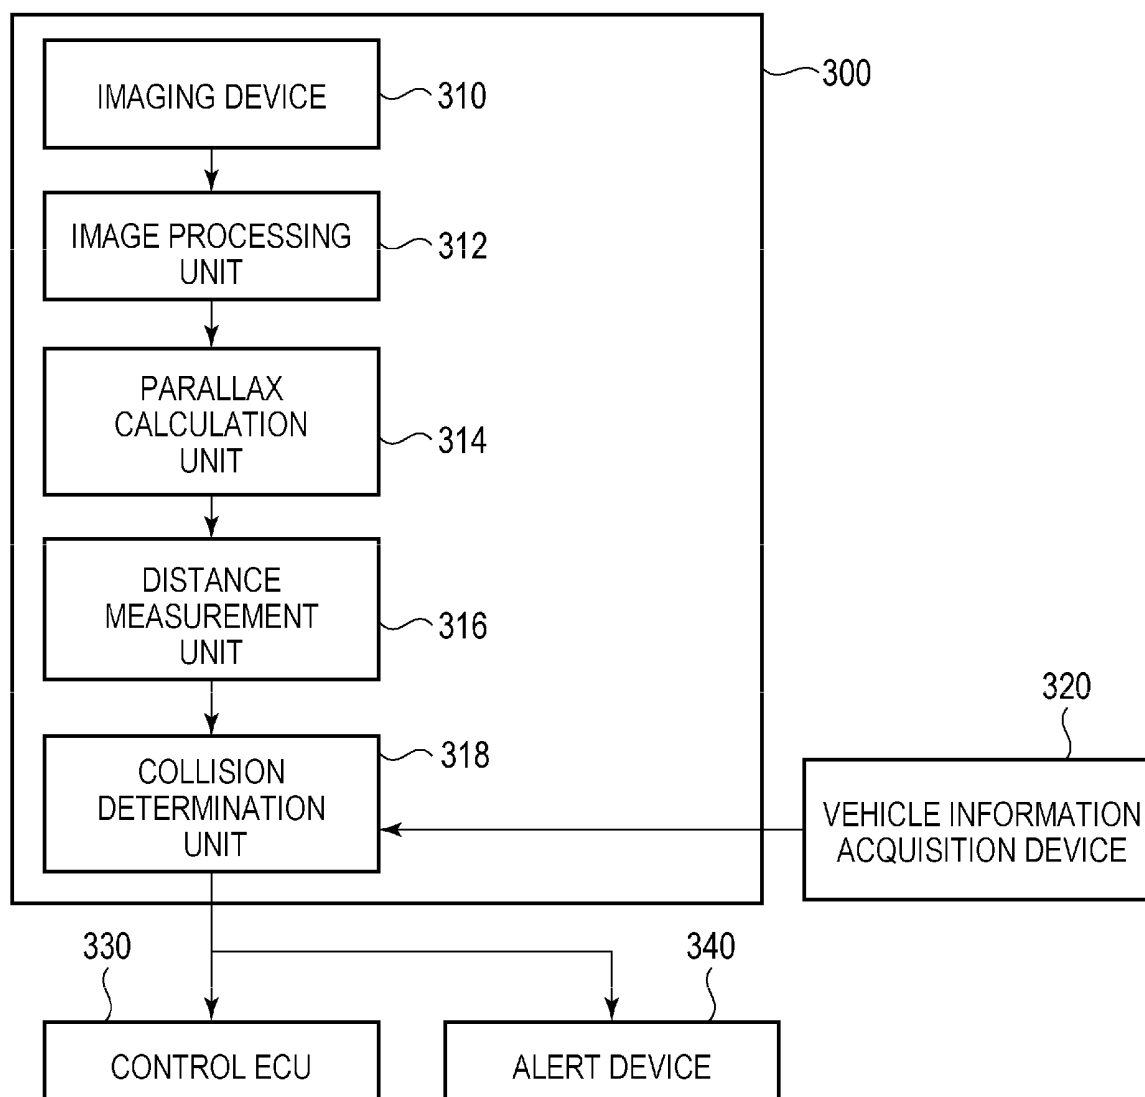 IMAGING DEVICE
310
300
IMAGE PROCESSING
UNIT
312
PARALLAX
CALCULATION
UNIT
314
DISTANCE
MEASUREMENT
UNIT
316
COLLISION
DETERMINATION
UNIT
318
320
VEHICLE INFORMATION
ACQUISITION DEVICE
330
CONTROL ECU
340
ALERT DEVICE